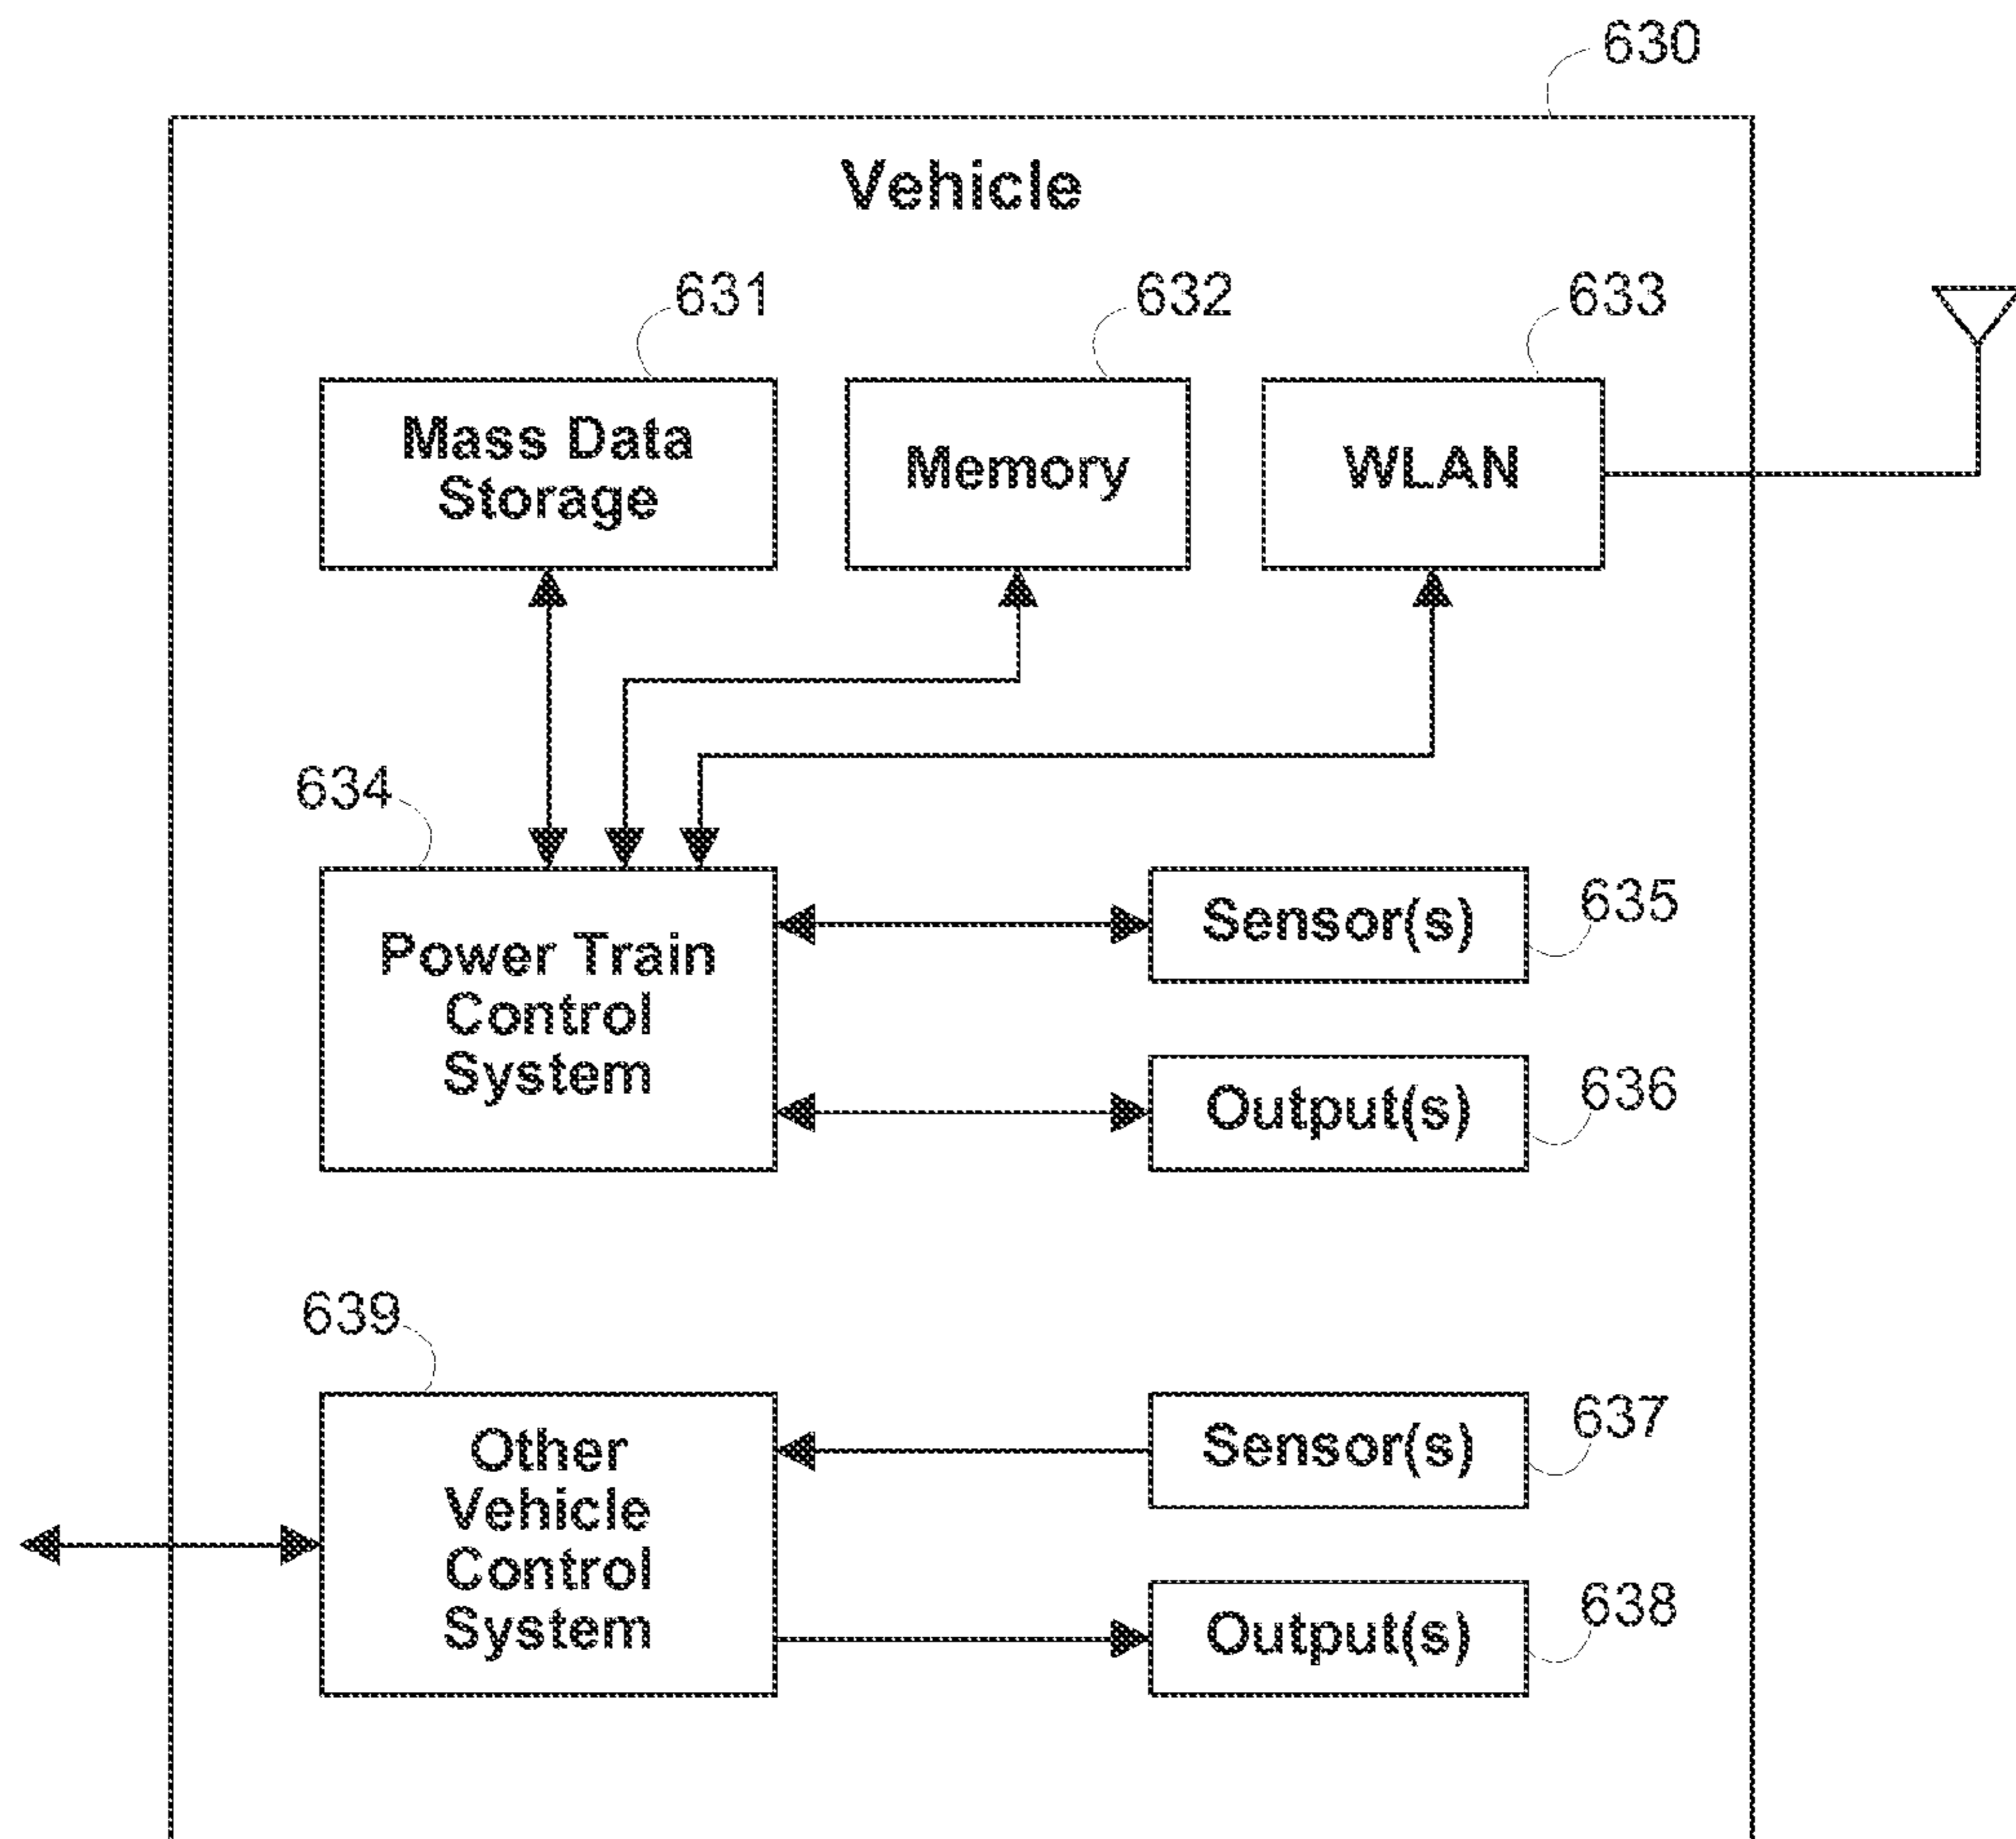 630
Vehicle
631
632
633
Mass Data
Storage
Memory
WLAN
634
Power Train
Control
System
Sensor(s)
635
Output(s)
636
639
Other
Vehicle
Control
System
Sensor(s)
637
Output(s)
638